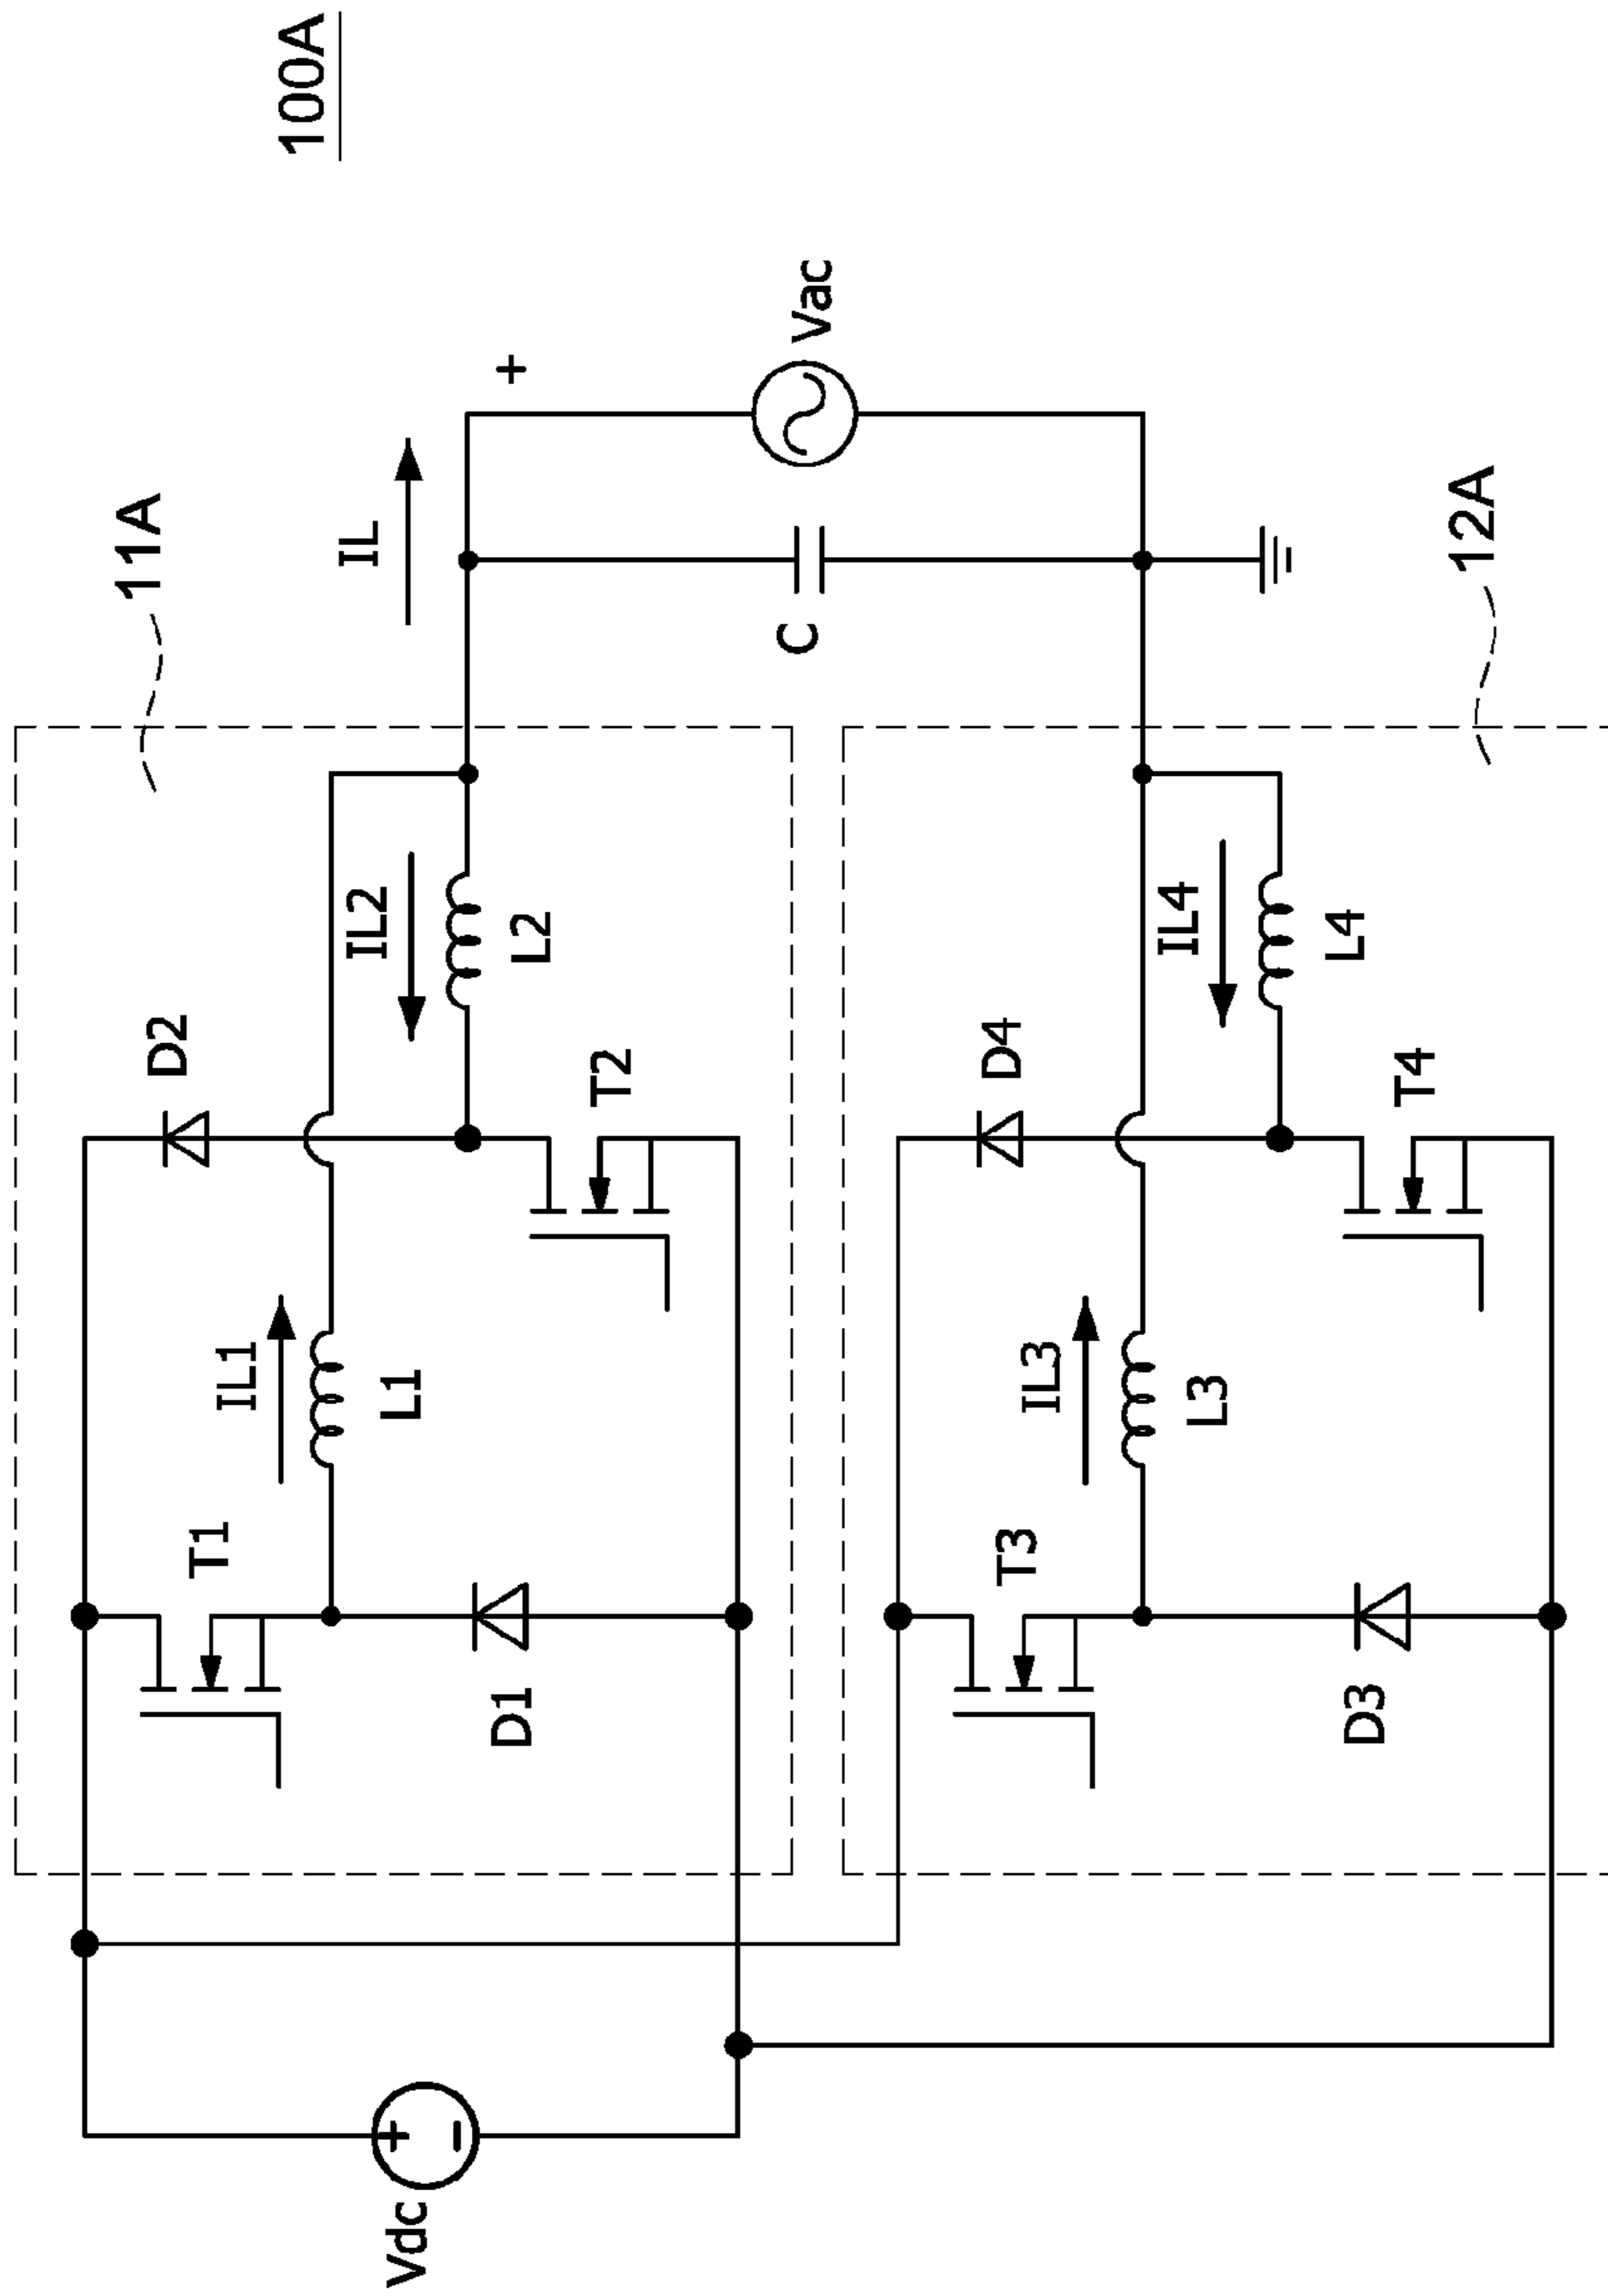 100A
11A
IL
+
Vac
C
12A
D2
IL2
L2
T2
D4
IL4
L4
T4
T1
IL1
L1
D1
T3
IL3
L3
D3
Vdc
+
-